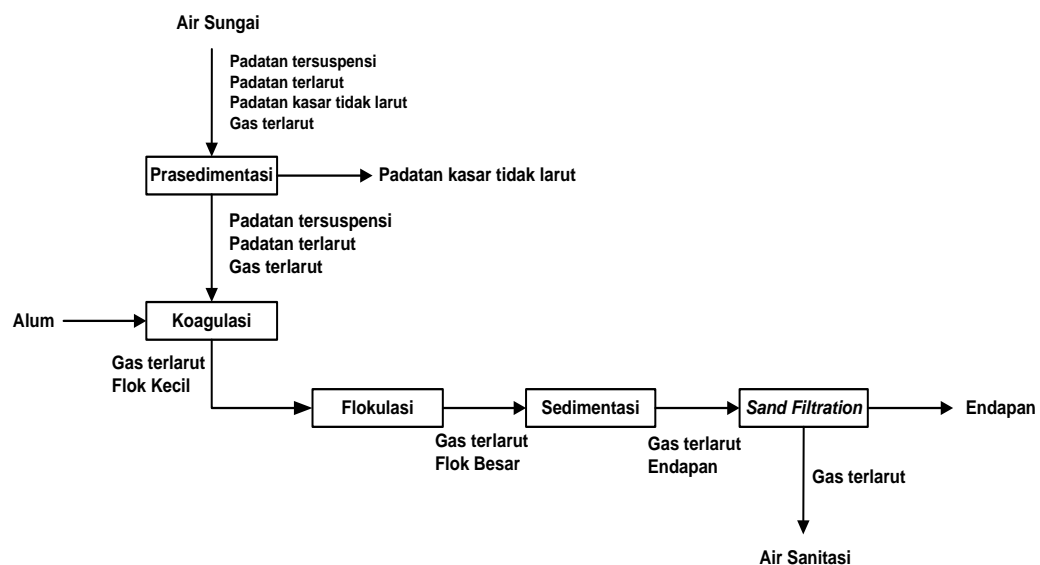 Air Sungai
Padatan tersuspensi
Padatan terlarut
Padatan kasar tidak larut
Gas terlarut
Prasedimentasi
Padatan kasar tidak larut
Padatan tersuspensi
Padatan terlarut
Gas terlarut
Alum
Koagulasi
Gas terlarut
Flok Kecil
Flokulasi
Sedimentasi
Sand Filtration
Endapan
Gas terlarut
Flok Besar
Gas terlarut
Endapan
Gas terlarut
Air Sanitasi